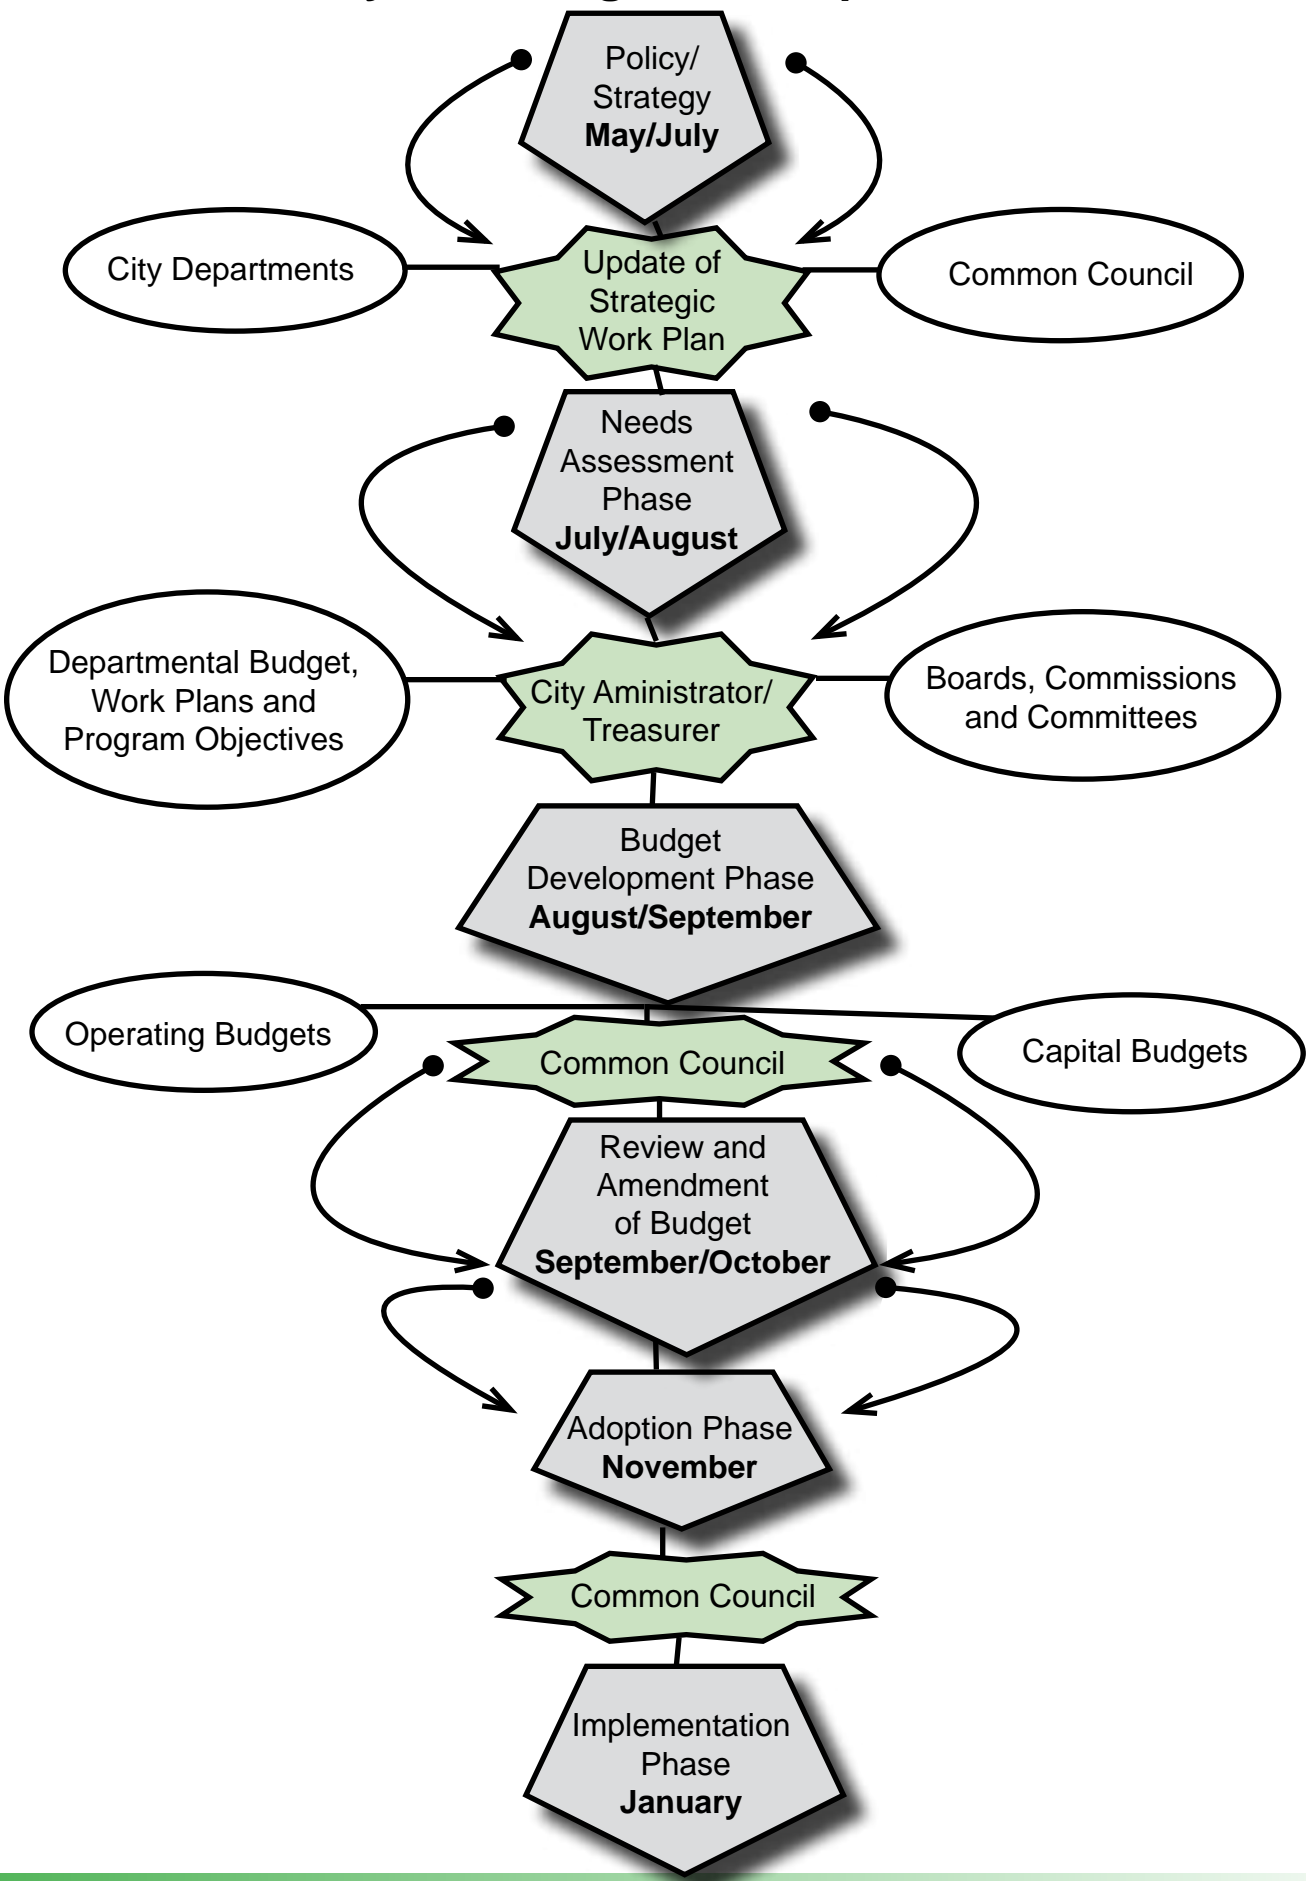 Policy/
Strategy
May/July
City Departments
Update of
Strategic
Work Plan
Common Council
Needs
Assessment
Phase
July/August
Departmental Budget,
Work Plans and
Program Objectives
City Aministrator/
Treasurer
Boards, Commissions
and Committees
Budget
Development Phase
August/September
Operating Budgets
Common Council
Capital Budgets
Review and
Amendment
of Budget
September/October
Adoption Phase
November
Common Council
Implementation
Phase
January